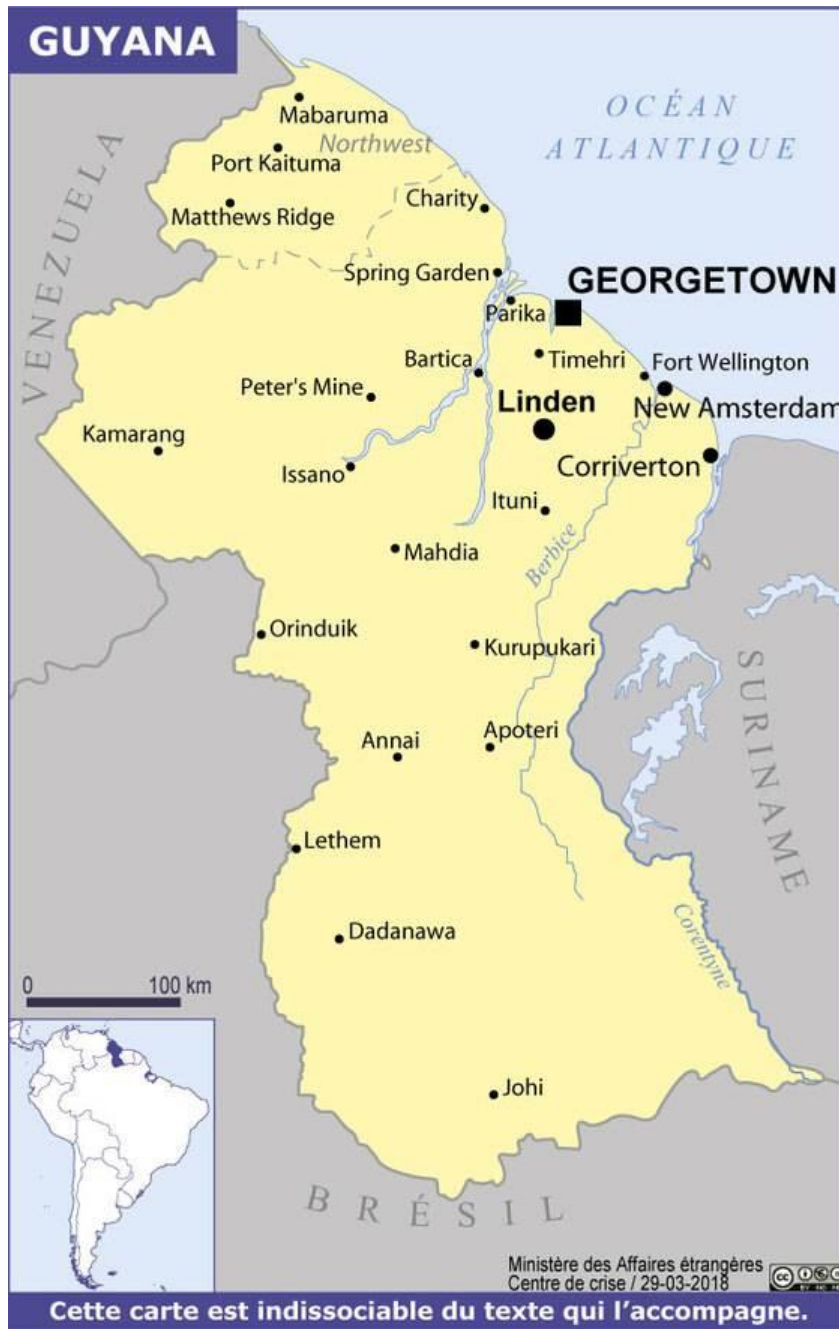 GUYANA
OCÉAN
ATLANTIQUE
Mabaruma
Northwest
Port Kaituma
Matthews Ridge
Charity
VENEZUELA
Spring Garden
GEORGETOWN
Parika
Timehri
Fort Wellington
Bartica
Peter's Mine
Linden
New Amsterdam
Kamarang
Corriverton
Issano
Ituni
Mahdia
Berbice
Orinduik
Kurupukari
SURINAME
Annai
Apoteri
Lethem
Dadanawa
Corentyne
0 100 km
Johi
BRÉSIL
Ministère des Affaires étrangères
Centre de crise / 29-03-2018
Cette carte est indissociable du texte qui l'accompagne.